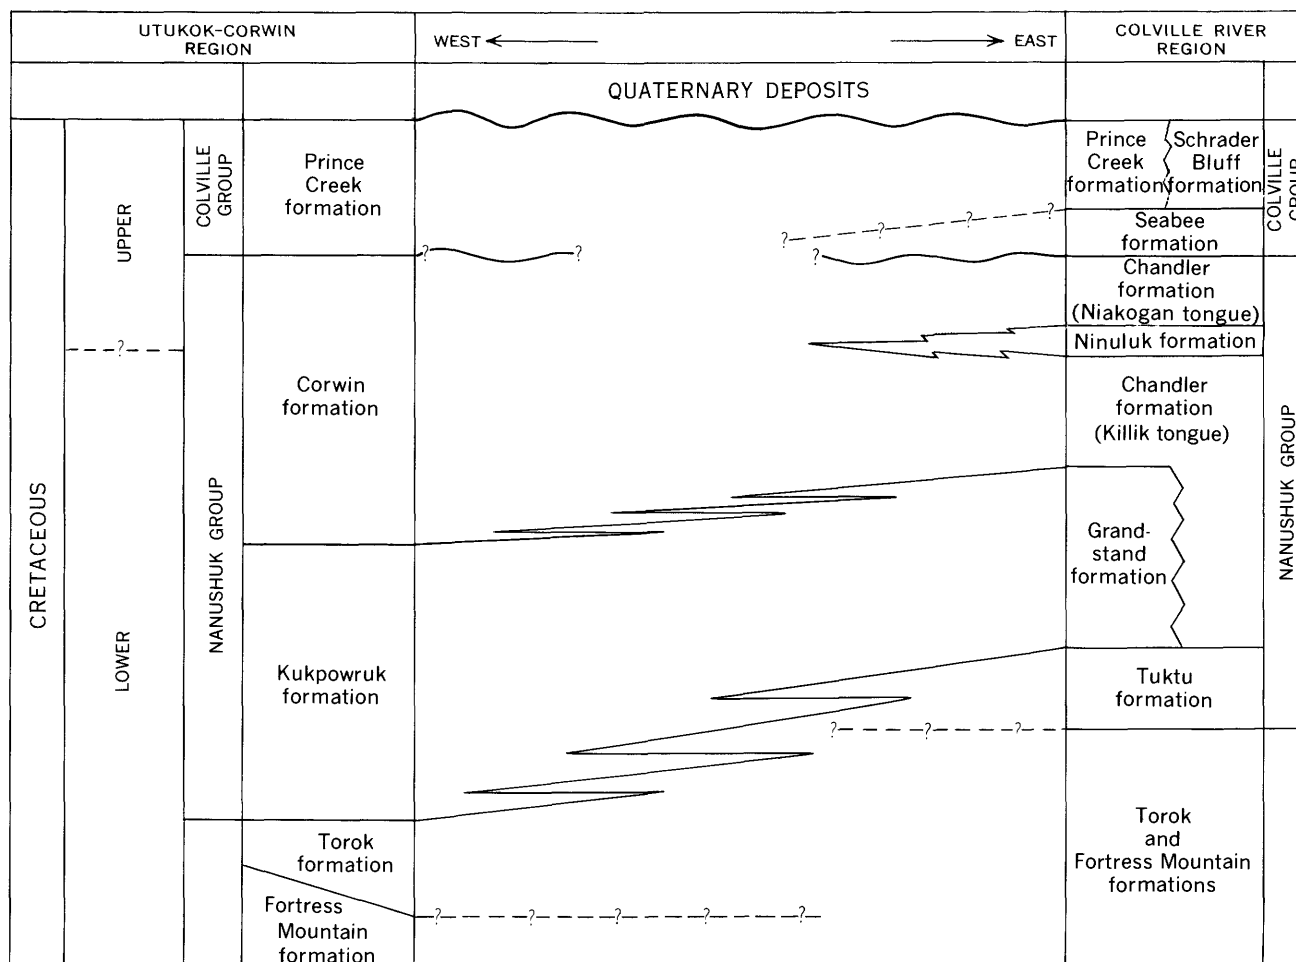 UTUKOK-CORWIN
REGION
WEST
EAST
COLVILLE RIVER
REGION
QUATERNARY DEPOSITS
CRETACEOUS
UPPER
?
LOWER
COLVILLE
GROUP
NANUSHUK GROUP
Prince
Creek
formation
Corwin
formation
Kukpowruk
formation
Torok
formation
Fortress
Mountain
formation
? ?
? ? ? ?
?
? ? ?
? ? ? ? ?
Prince
Creek
formation
Schrader
Bluff
formation
Seabee
formation
Chandler
formation
(Niakogan tongue)
Ninuluk formation
Chandler
formation
(Killik tongue)
Grand-
stand
formation
Tuktu
formation
Torok
and
Fortress Mountain
formations
COLVILLE
GROUP
NANUSHUK GROUP